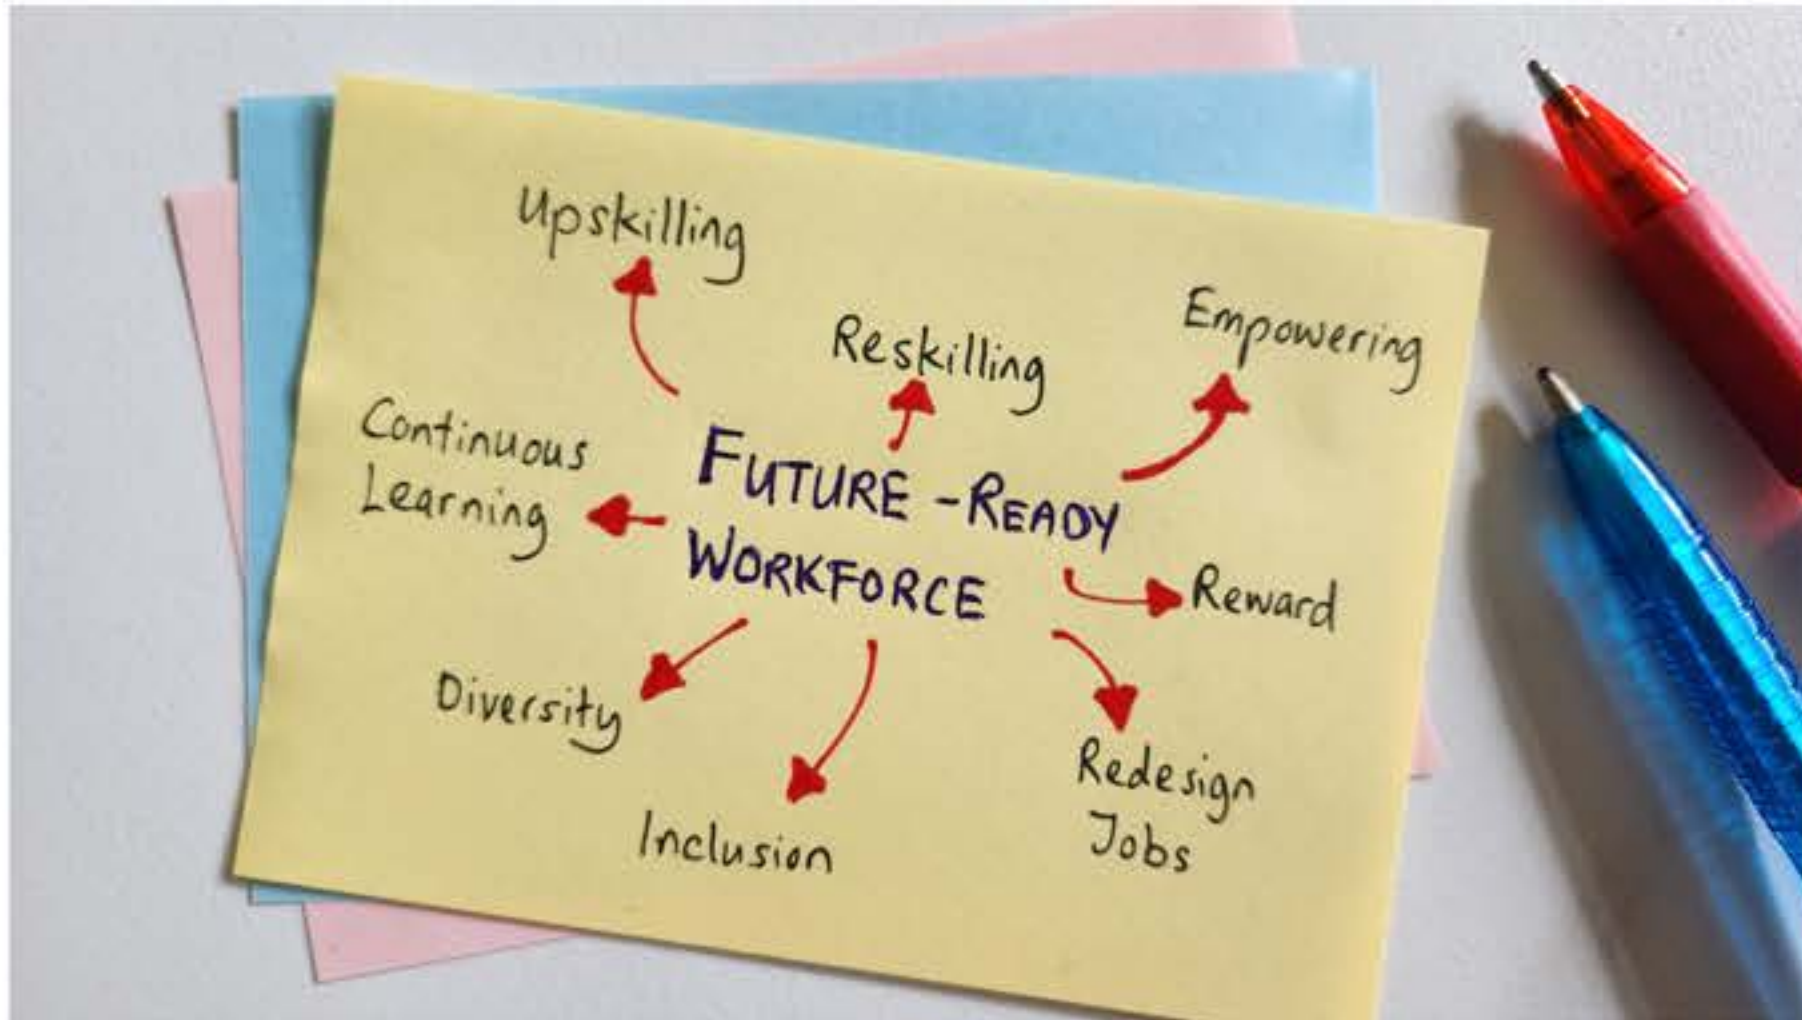 Upskilling
Reskilling
Empowering
Continuous
Learning
FUTURE-READY
WORKFORCE
Reward
Diversity
Inclusion
Redesign
Jobs